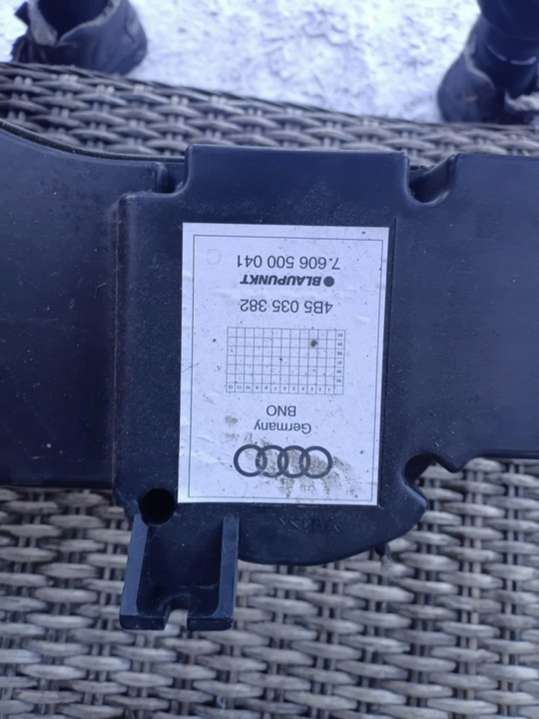 Germany
BNO
4B5 035 382
BLAUPUNKT
7.606 500 041